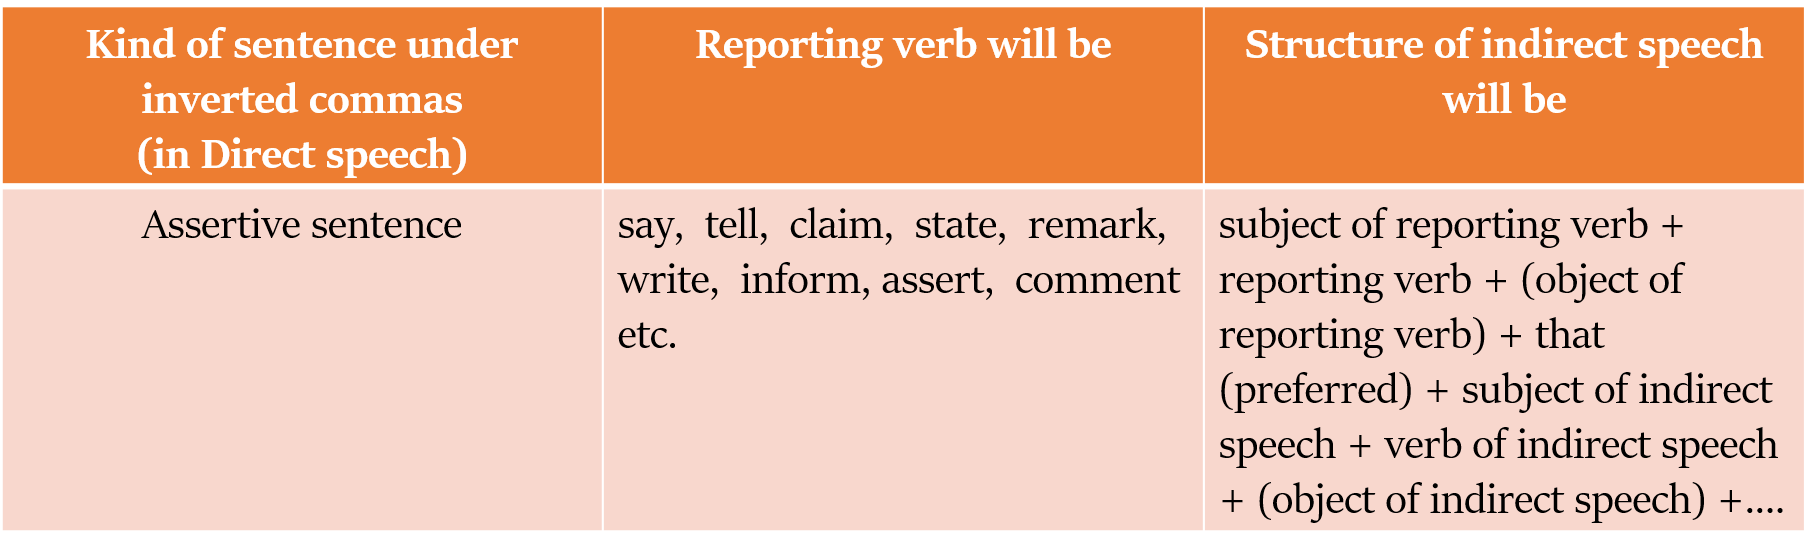 Kind of sentence under
inverted commas
(in Direct speech)
Reporting verb will be
Structure of indirect speech
will be
Assertive sentence
say, tell, claim, state, remark,
write, inform, assert, comment
etc.
subject of reporting verb +
reporting verb + (object of
reporting verb) + that
(preferred) + subject of indirect
speech + verb of indirect speech
+ (object of indirect speech) +....